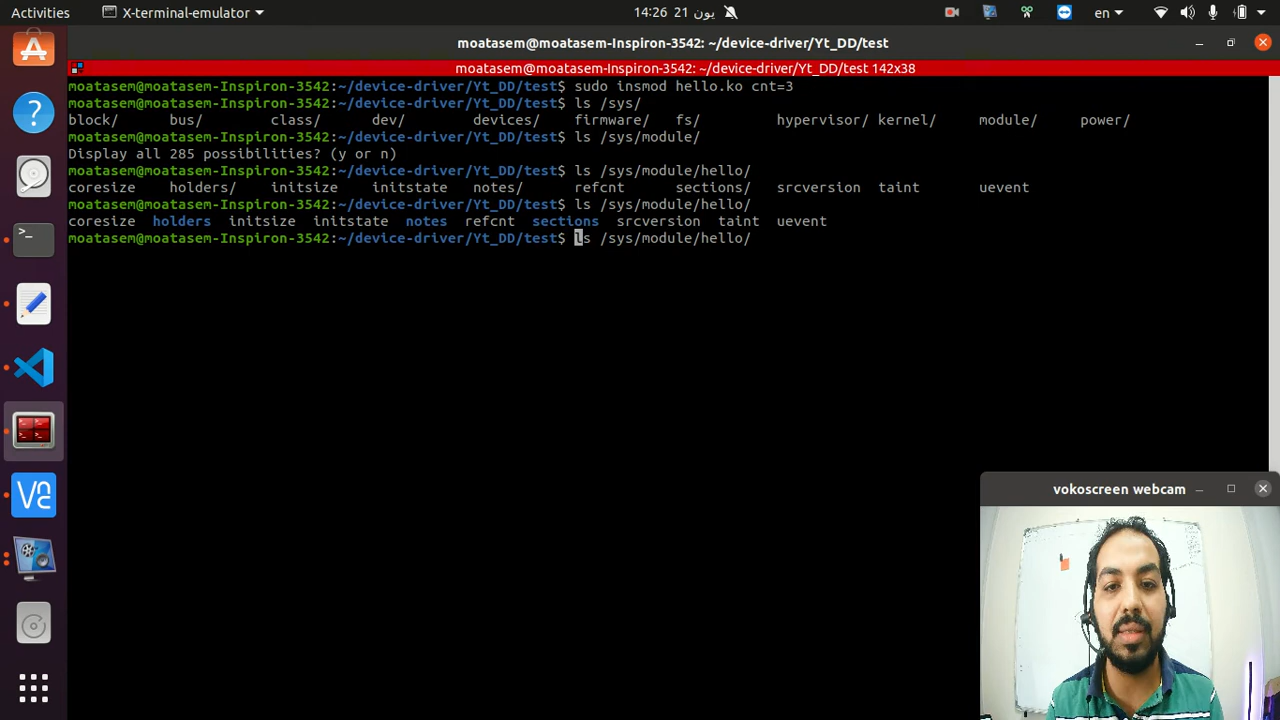 Activities
X-terminal-emulator
14:26 21 يون
en
moatasem@moatasem-Inspiron-3542: ~/device-driver/Yt_DD/test
moatasem@moatasem-Inspiron-3542: ~/device-driver/Yt_DD/test 142x38
moatasem@moatasem-Inspiron-3542:~/device-driver/Yt_DD/test$ sudo insmod hello.ko cnt=3
moatasem@moatasem-Inspiron-3542:~/device-driver/Yt_DD/test$ ls /sys/
block/ bus/ class/ dev/ devices/ firmware/ fs/ hypervisor/ kernel/ module/ power/
moatasem@moatasem-Inspiron-3542:~/device-driver/Yt_DD/test$ ls /sys/module/
Display all 285 possibilities? (y or n)
moatasem@moatasem-Inspiron-3542:~/device-driver/Yt_DD/test$ ls /sys/module/hello/
coresize holders/ initsize initstate notes/ refcnt sections/ srcversion taint uevent
moatasem@moatasem-Inspiron-3542:~/device-driver/Yt_DD/test$ ls /sys/module/hello/
coresize holders initsize initstate notes refcnt sections srcversion taint uevent
moatasem@moatasem-Inspiron-3542:~/device-driver/Yt_DD/test$ ls /sys/module/hello/
vokoscreen webcam